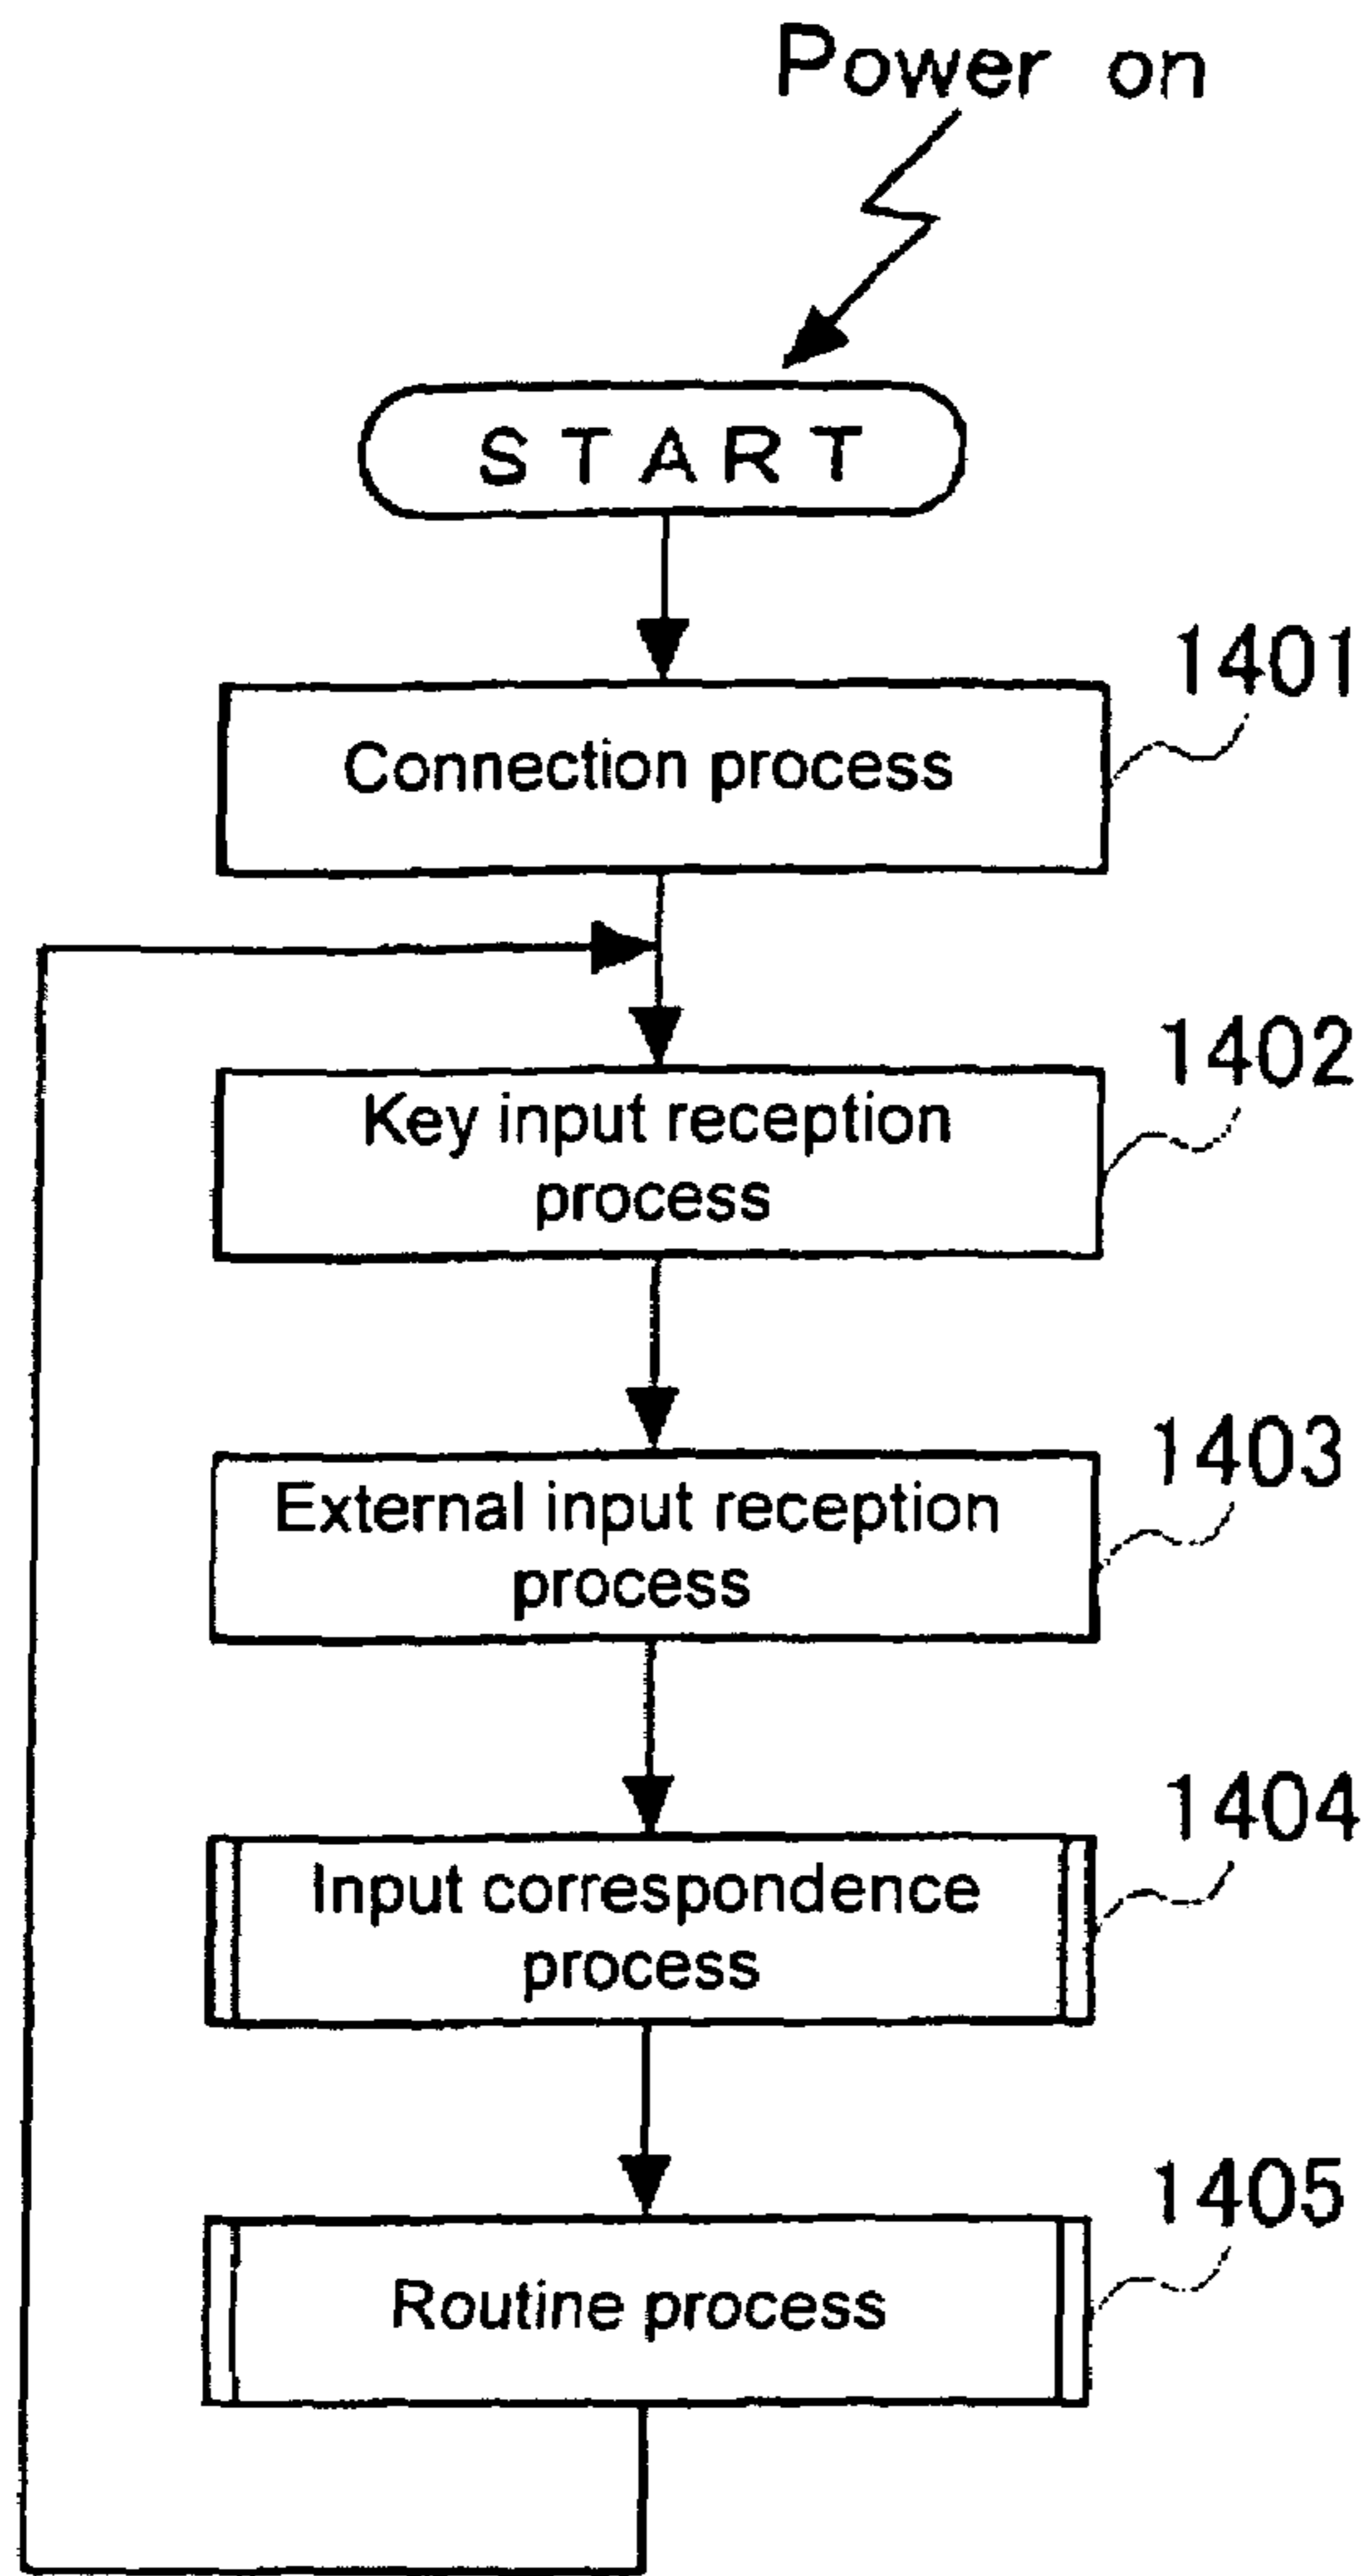 Power on
START
1401
Connection process
1402
Key input reception
process
1403
External input reception
process
1404
Input correspondence
process
1405
Routine process